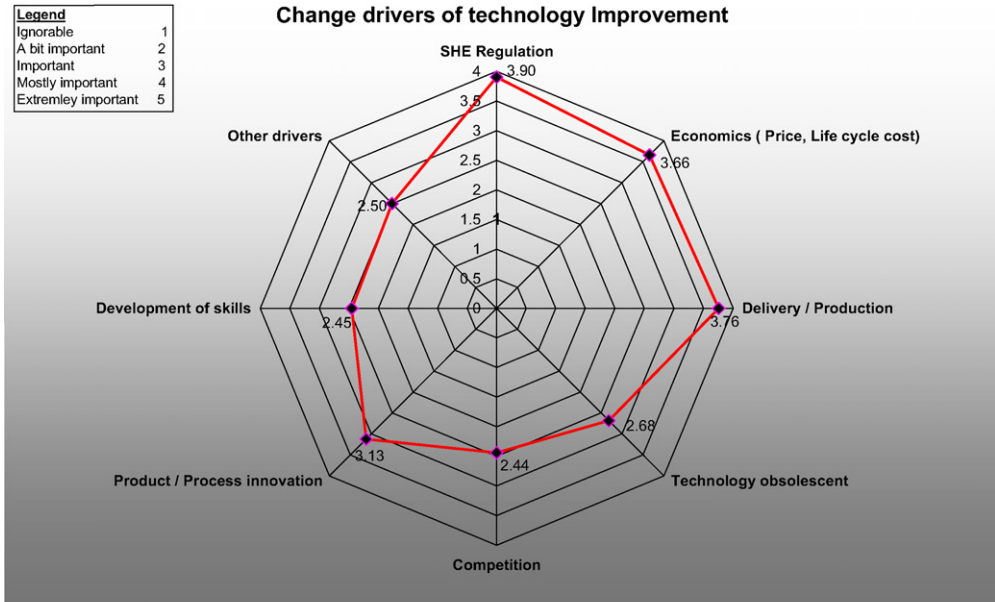 Change drivers of technology Improvement
Legend
Ignorable 1
A bit important 2
Important 3
Mostly important 4
Extremley important 5
SHE Regulation
4
3.90
3.5
3
2.5
2
1.5
1
1
0.5
0
Other drivers
2.50
Economics ( Price, Life cycle cost)
3.66
Development of skills
2.45
Delivery / Production
3.76
Product / Process innovation
3.13
2.44
2.68
Technology obsolescent
Competition